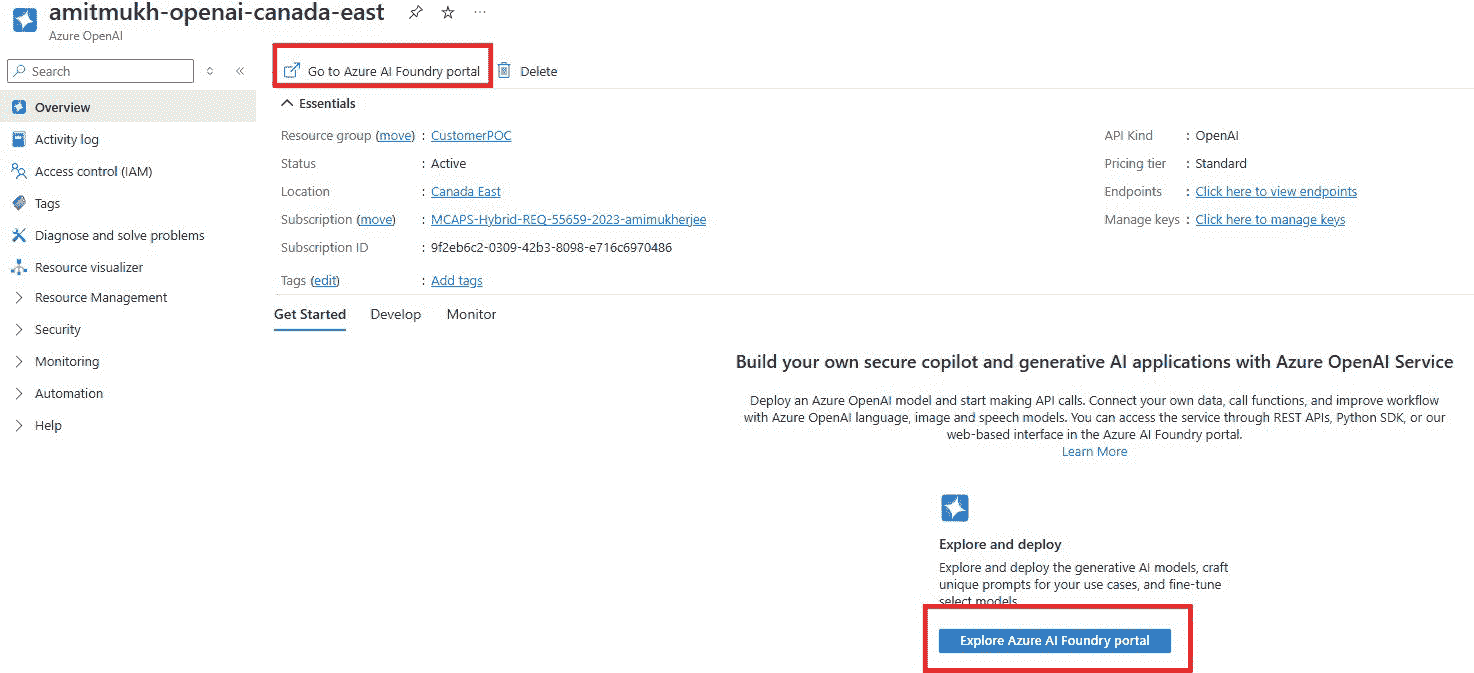 amitmukh-openai-canada-east
Azure OpenAI
Search
Overview
Activity log
Access control (IAM)
Tags
Diagnose and solve problems
Resource visualizer
Resource Management
Security
Monitoring
Automation
Help
Go to Azure AI Foundry portal
Delete
Essentials
Resource group (move) : CustomerPOC
Status : Active
Location : Canada East
Subscription (move) : MCAPS-Hybrid-REQ-55659-2023-amimukherjee
Subscription ID : 9f2eb6c2-0309-42b3-8098-e716c6970486
Tags (edit) : Add tags
API Kind : OpenAI
Pricing tier : Standard
Endpoints : Click here to view endpoints
Manage keys : Click here to manage keys
Get Started Develop Monitor
Build your own secure copilot and generative AI applications with Azure OpenAI Service
Deploy an Azure OpenAI model and start making API calls. Connect your own data, call functions, and improve workflow
with Azure OpenAI language, image and speech models. You can access the service through REST APIs, Python SDK, or our
web-based interface in the Azure AI Foundry portal.
Learn More
Explore and deploy
Explore and deploy the generative AI models, craft
unique prompts for your use cases, and fine-tune
select models.
Explore Azure AI Foundry portal